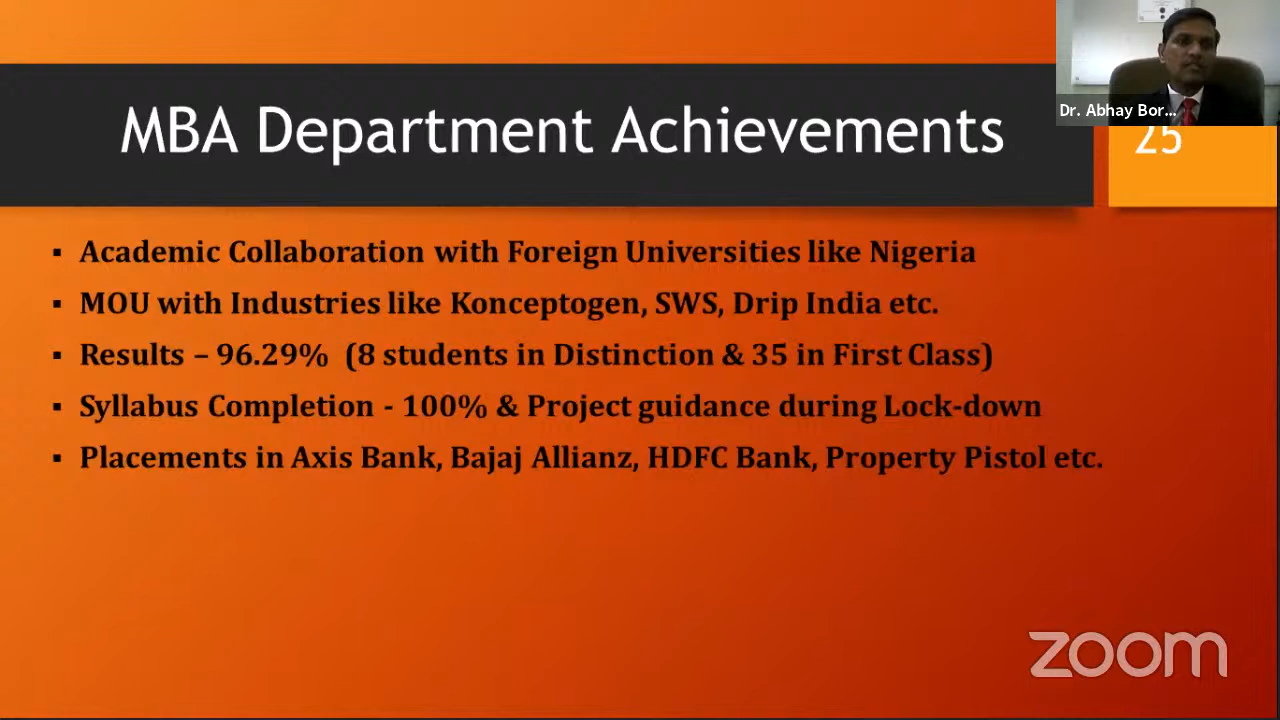 MBA Department Achievements
Dr. Abhay Bor...
25
▪ Academic Collaboration with Foreign Universities like Nigeria
▪ MOU with Industries like Konceptogen, SWS, Drip India etc.
▪ Results – 96.29% (8 students in Distinction & 35 in First Class)
▪ Syllabus Completion - 100% & Project guidance during Lock-down
▪ Placements in Axis Bank, Bajaj Allianz, HDFC Bank, Property Pistol etc.
zoom